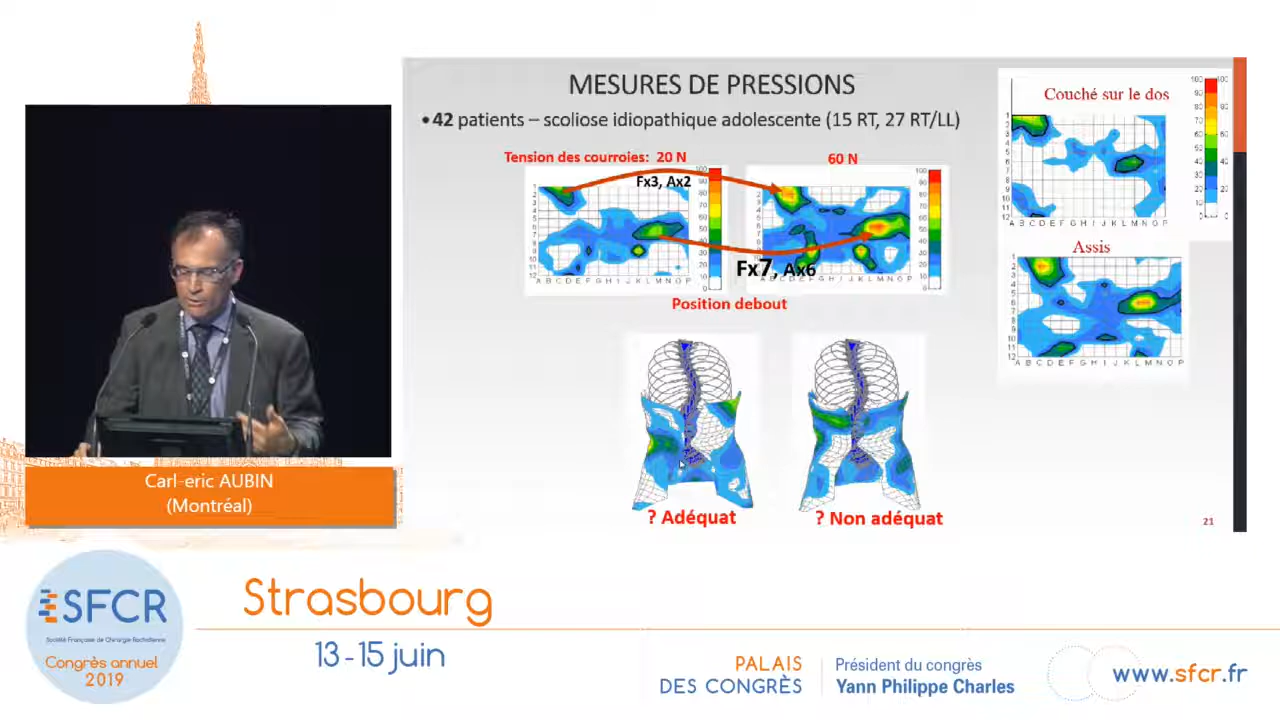 MESURES DE PRESSIONS
•42 patients – scoliose idiopathique adolescente (15 RT, 27 RT/LL)
Tension des courroies: 20 N
60 N
Fx3, Ax2
Fx7, Ax6
Position debout
? Adéquat
? Non adéquat
Couché sur le dos
A B C D E F G H I J K L M N O P
Assis
A B C D E F G H I J K L M N O P
21
Carl-eric AUBIN
(Montréal)
SFCR
Société Française de Chirurgie Rachidienne
Congrès annuel
2019
Strasbourg
13-15 juin
PALAIS
DES CONGRÈS
Président du congrès
Yann Philippe Charles
www.sfcr.fr